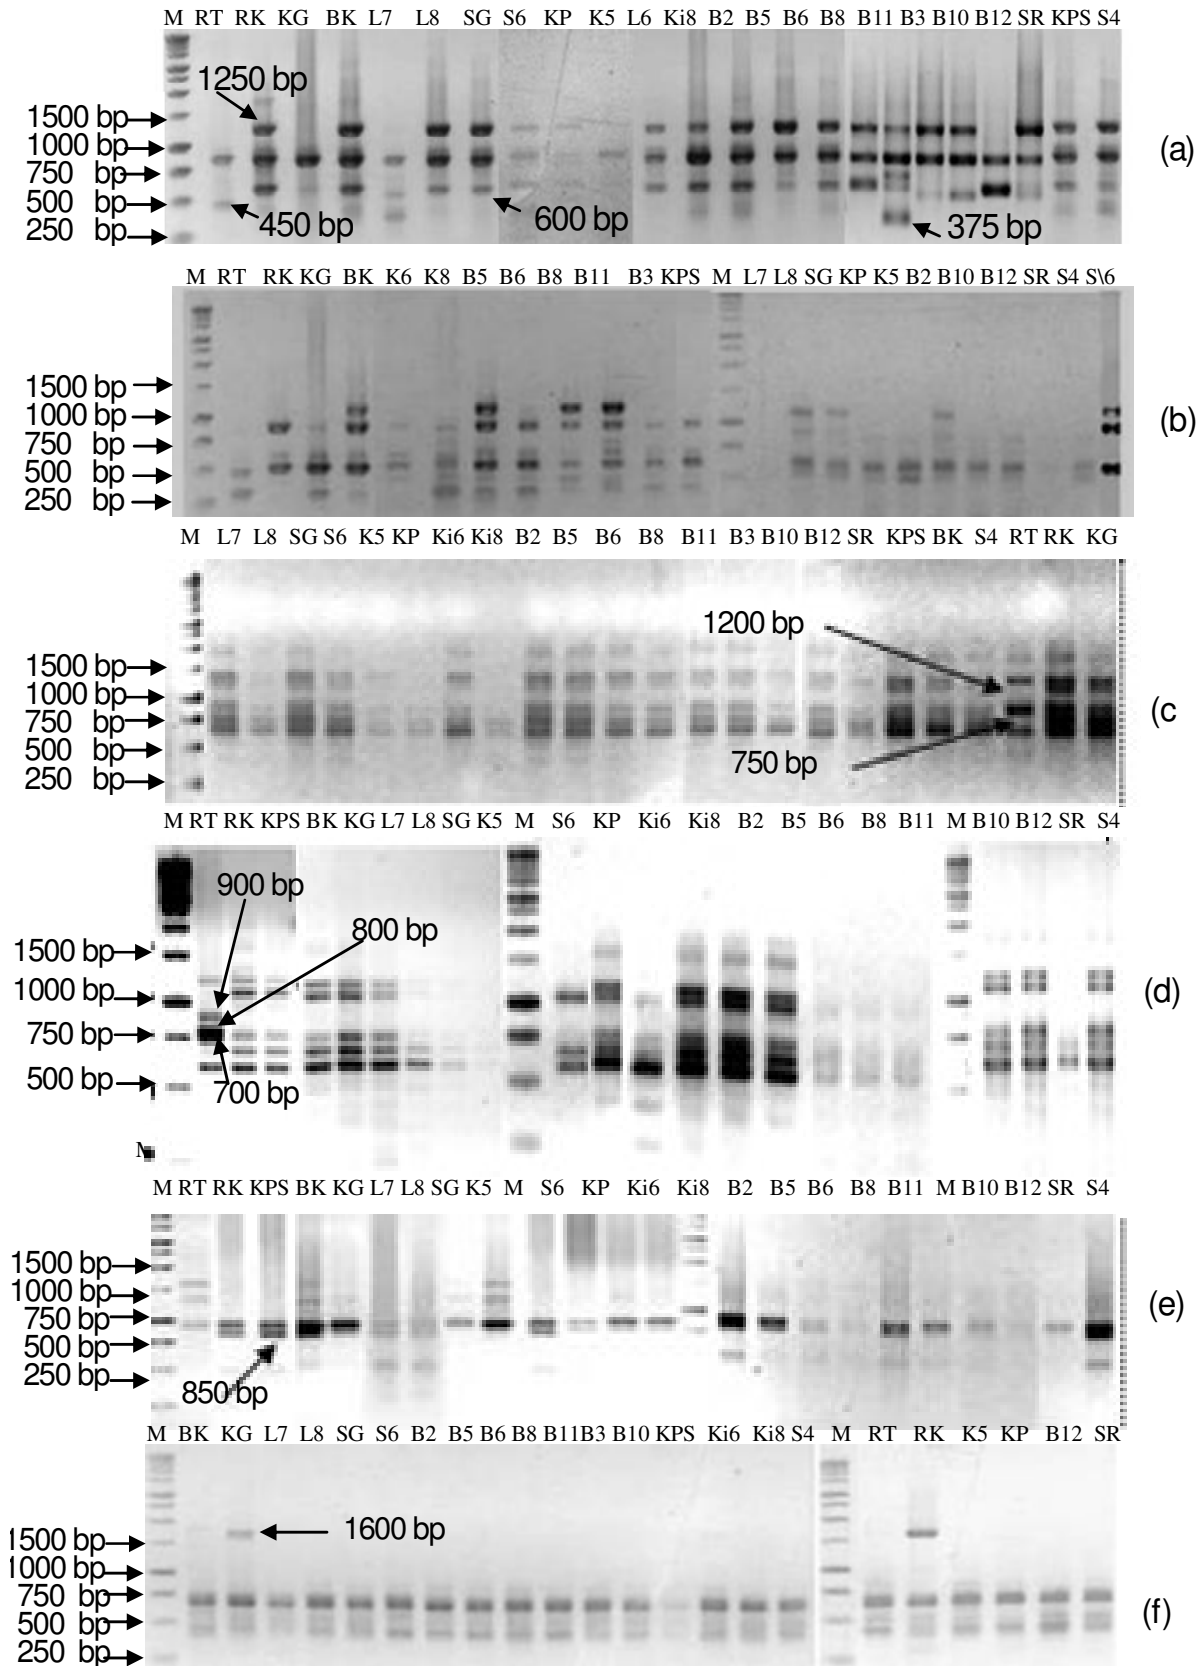 M RT RK KG BK L7 L8 SG S6 KP K5 L6 Ki8 B2 B5 B6 B8 B11 B3 B10 B12 SR KPS S4
1250 bp
1500 bp
1000 bp
750 bp
500 bp
250 bp
450 bp
600 bp
375 bp
(a)
M RT RK KG BK K6 K8 B5 B6 B8 B11 B3 KPS M L7 L8 SG KP K5 B2 B10 B12 SR S4 S\6
1500 bp
1000 bp
750 bp
500 bp
250 bp
(b)
M L7 L8 SG S6 K5 KP Ki6 Ki8 B2 B5 B6 B8 B11 B3 B10 B12 SR KPS BK S4 RT RK KG
1200 bp
1500 bp
1000 bp
750 bp
500 bp
250 bp
750 bp
(c
M RT RK KPS BK KG L7 L8 SG K5 M S6 KP Ki6 Ki8 B2 B5 B6 B8 B11 M B10 B12 SR S4
900 bp
800 bp
1500 bp
1000 bp
750 bp
500 bp
700 bp
(d)
M RT RK KPS BK KG L7 L8 SG K5 M S6 KP Ki6 Ki8 B2 B5 B6 B8 B11 M B10 B12 SR S4
1500 bp
1000 bp
750 bp
500 bp
250 bp
850 bp
(e)
M BK KG L7 L8 SG S6 B2 B5 B6 B8 B11 B3 B10 KPS Ki6 Ki8 S4 M RT RK K5 KP B12 SR
1600 bp
1500 bp
1000 bp
750 bp
500 bp
250 bp
(f)